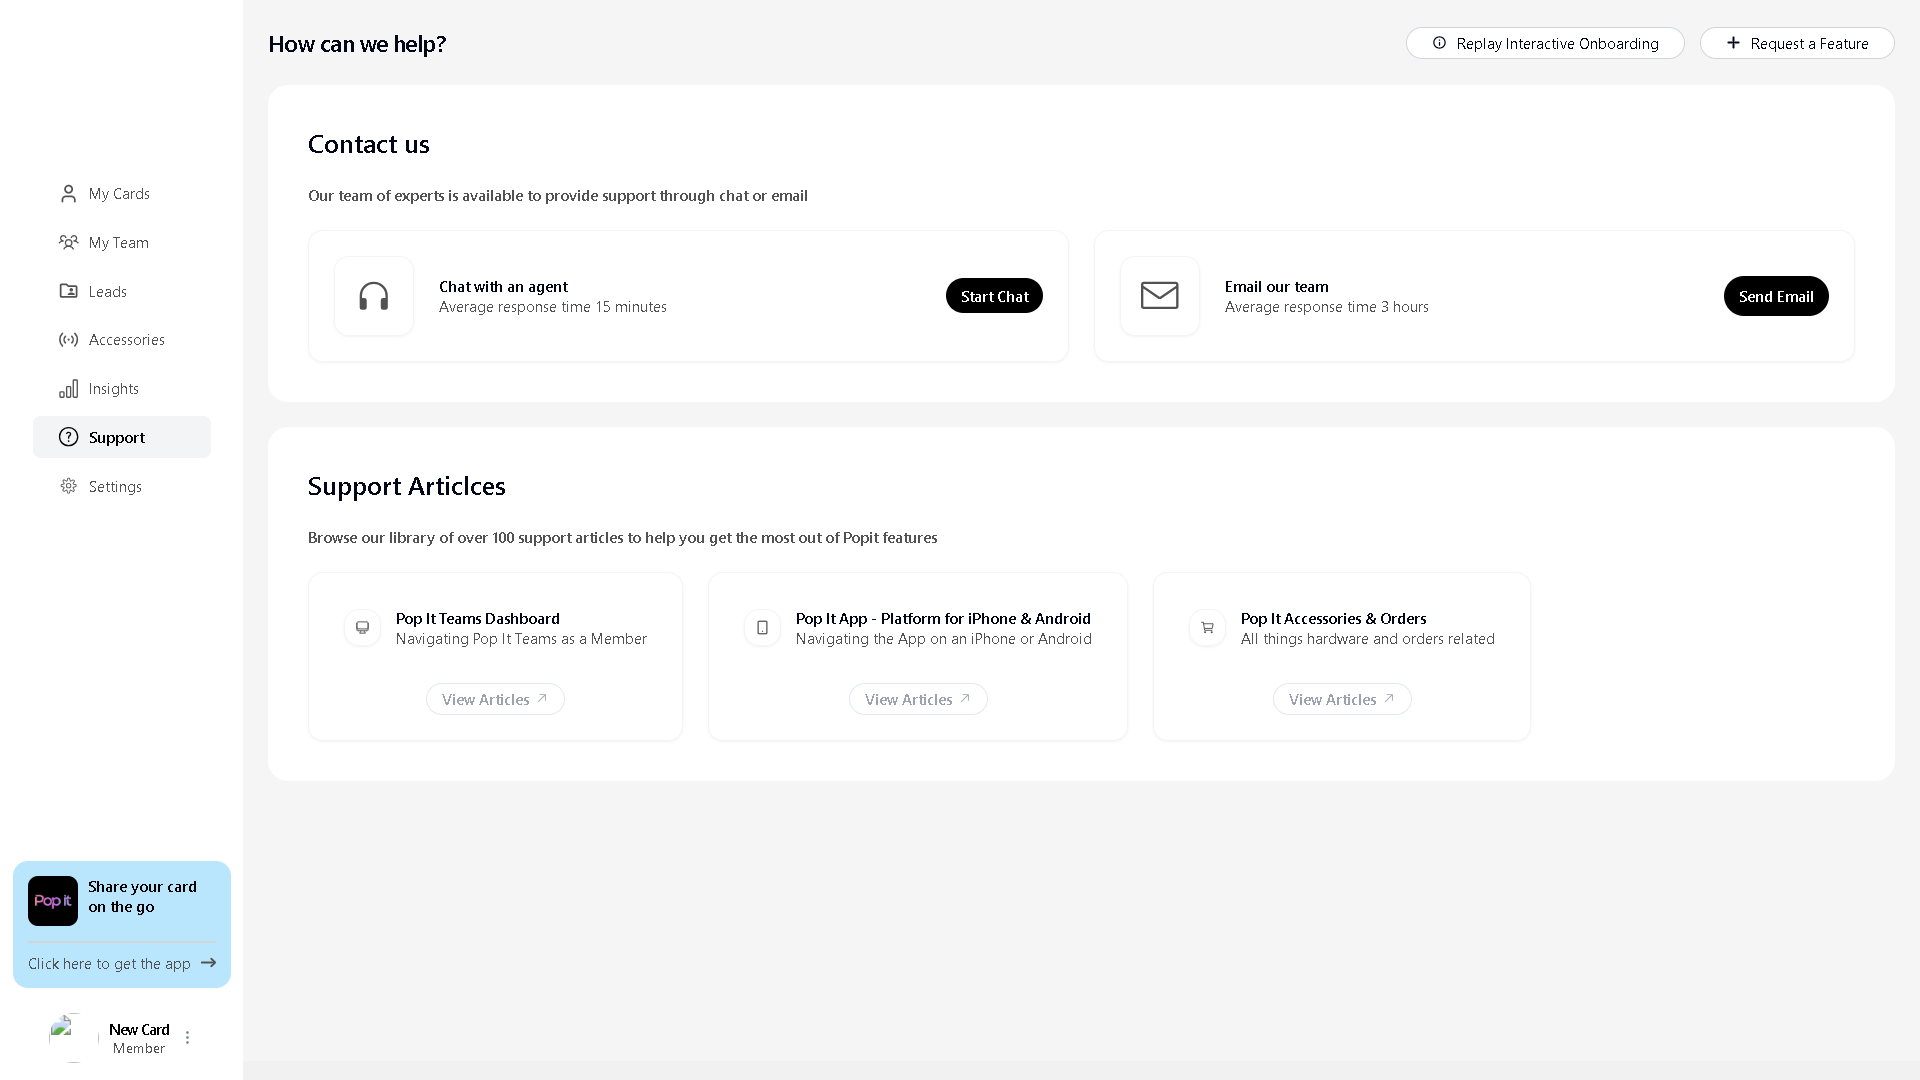 How can we help?
Replay Interactive Onboarding
Request a Feature
Contact us
Our team of experts is available to provide support through chat or email
Chat with an agent
Average response time 15 minutes
Start Chat
Email our team
Average response time 3 hours
Send Email
My Cards
My Team
Leads
Accessories
Insights
Support
Settings
Support Articlces
Browse our library of over 100 support articles to help you get the most out of Popit features
Pop It Teams Dashboard
Navigating Pop It Teams as a Member
View Articles
Pop It App - Platform for iPhone & Android
Navigating the App on an iPhone or Android
View Articles
Pop It Accessories & Orders
All things hardware and orders related
View Articles
Pop it
Share your card
on the go
Click here to get the app
New Card
Member